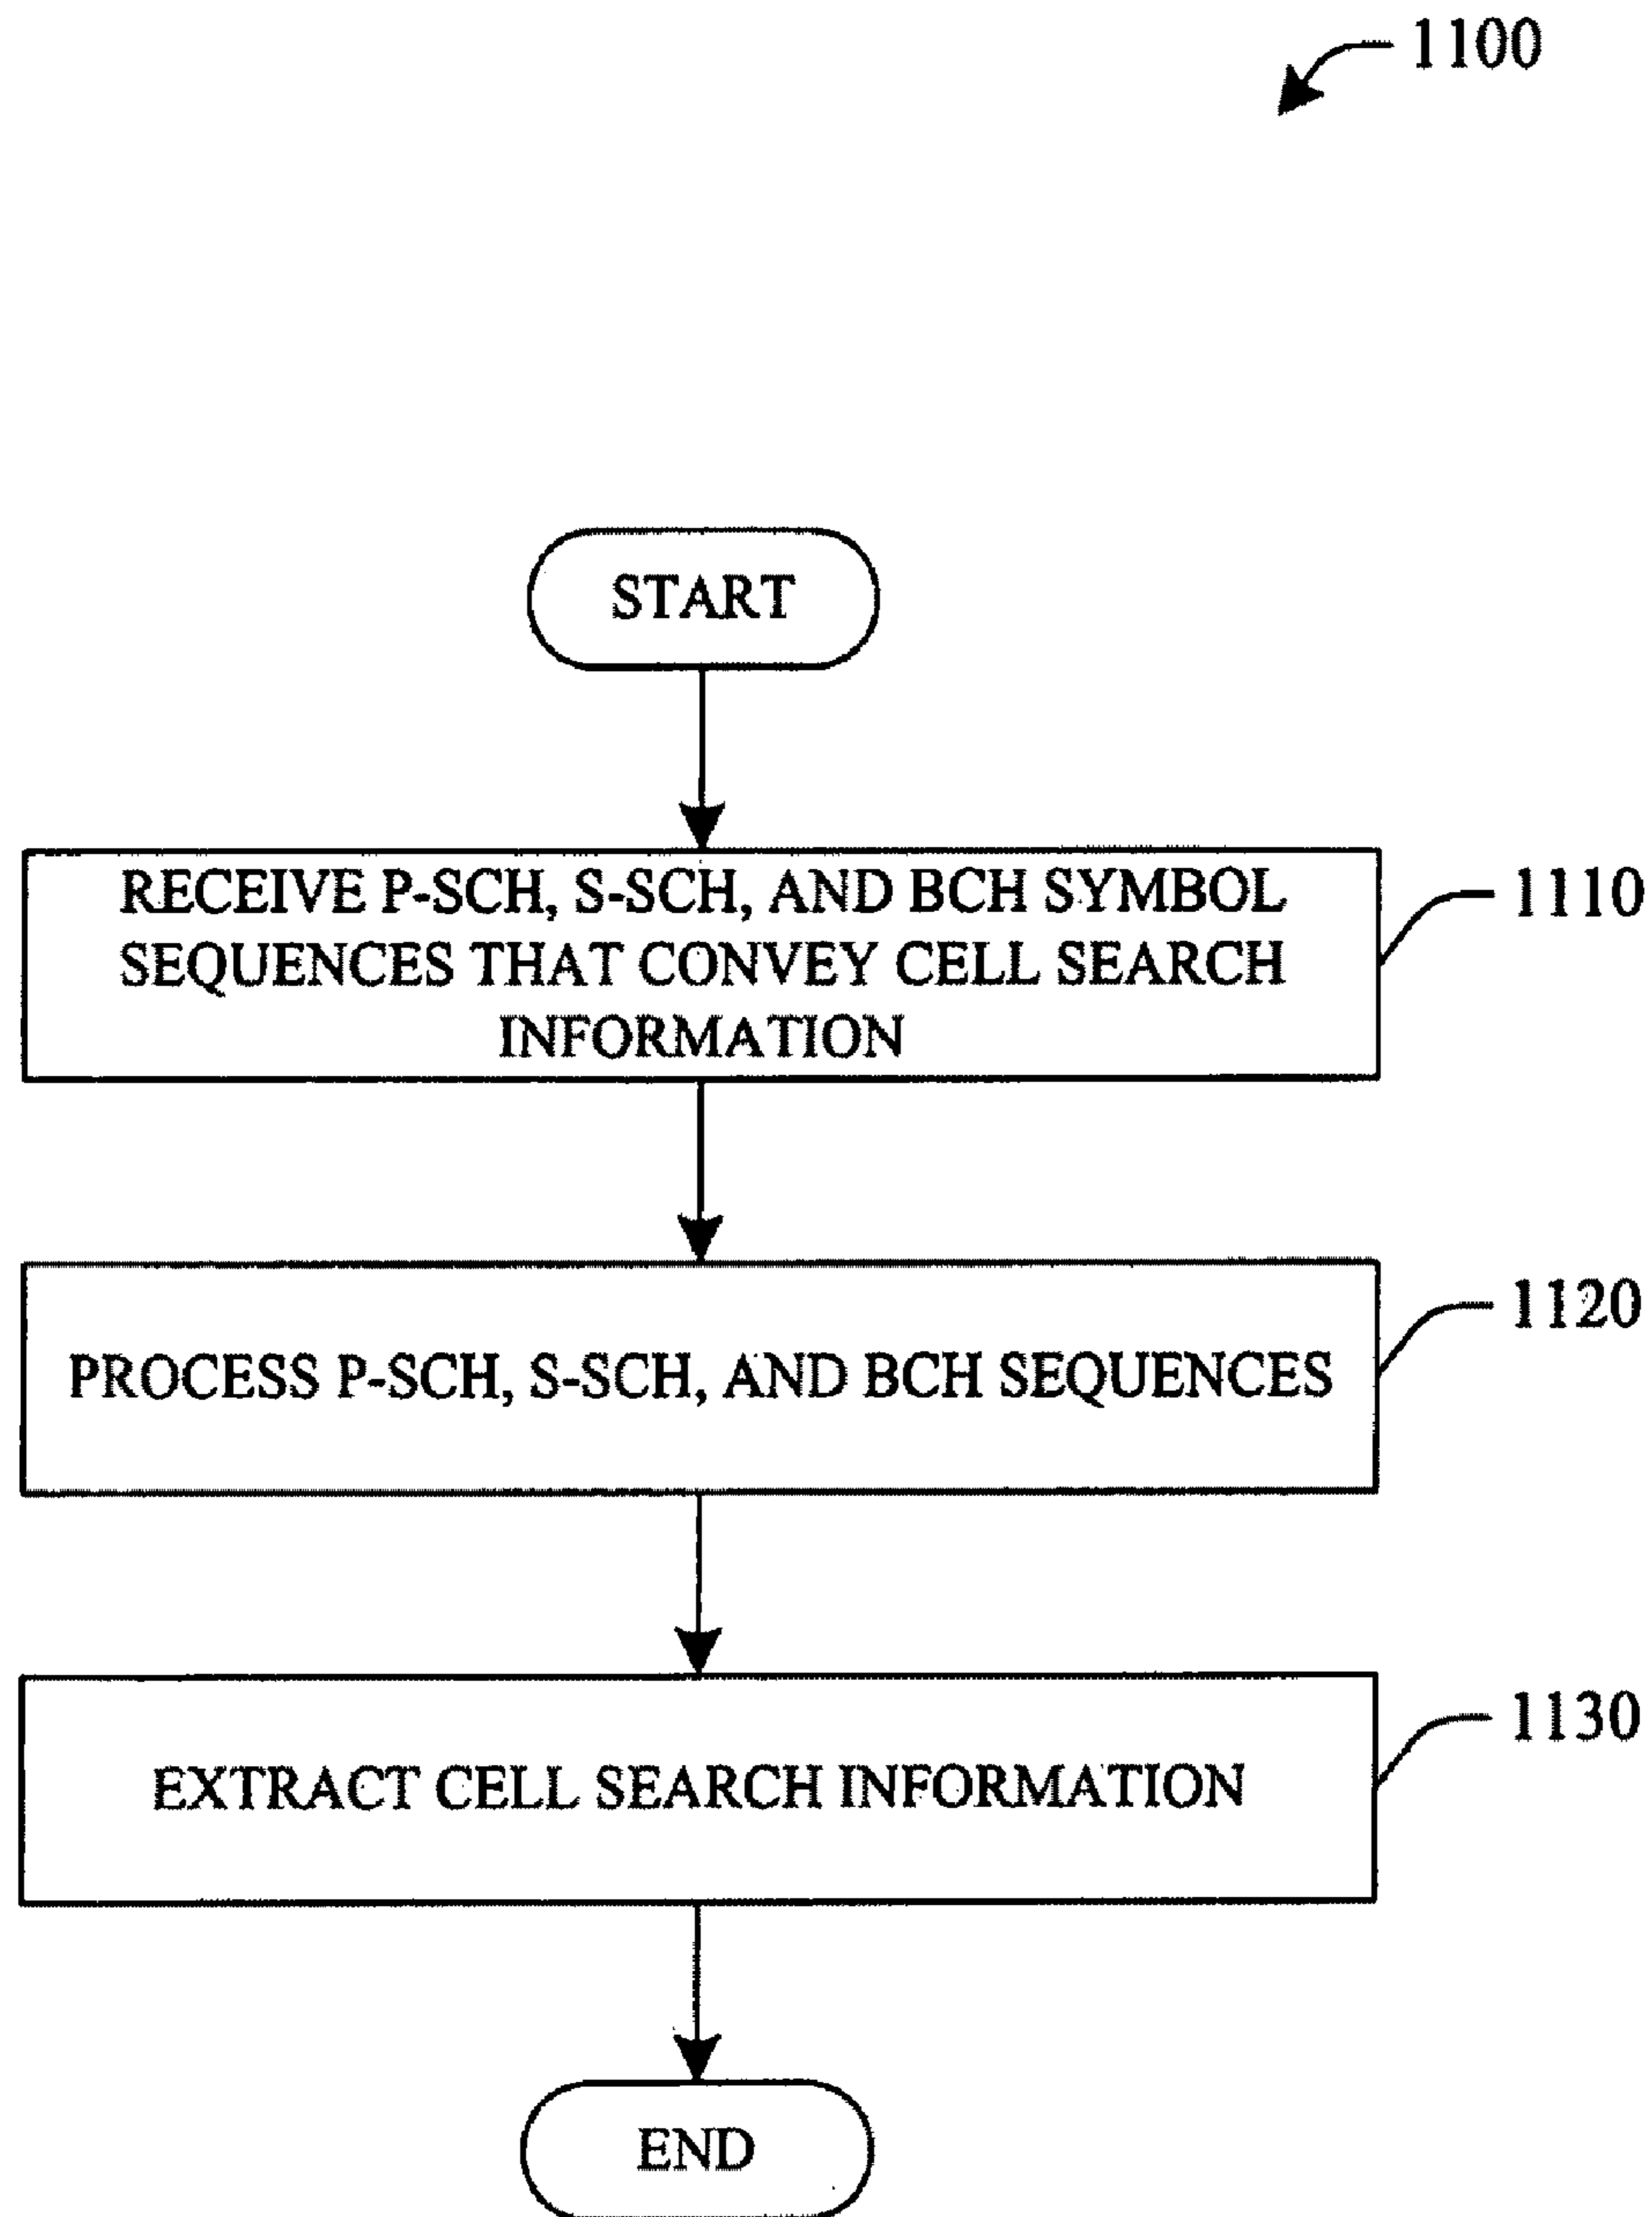 1100
START
RECEIVE P-SCH, S-SCH, AND BCH SYMBOL
SEQUENCES THAT CONVEY CELL SEARCH
INFORMATION
1110
PROCESS P-SCH, S-SCH, AND BCH SEQUENCES
1120
EXTRACT CELL SEARCH INFORMATION
1130
END